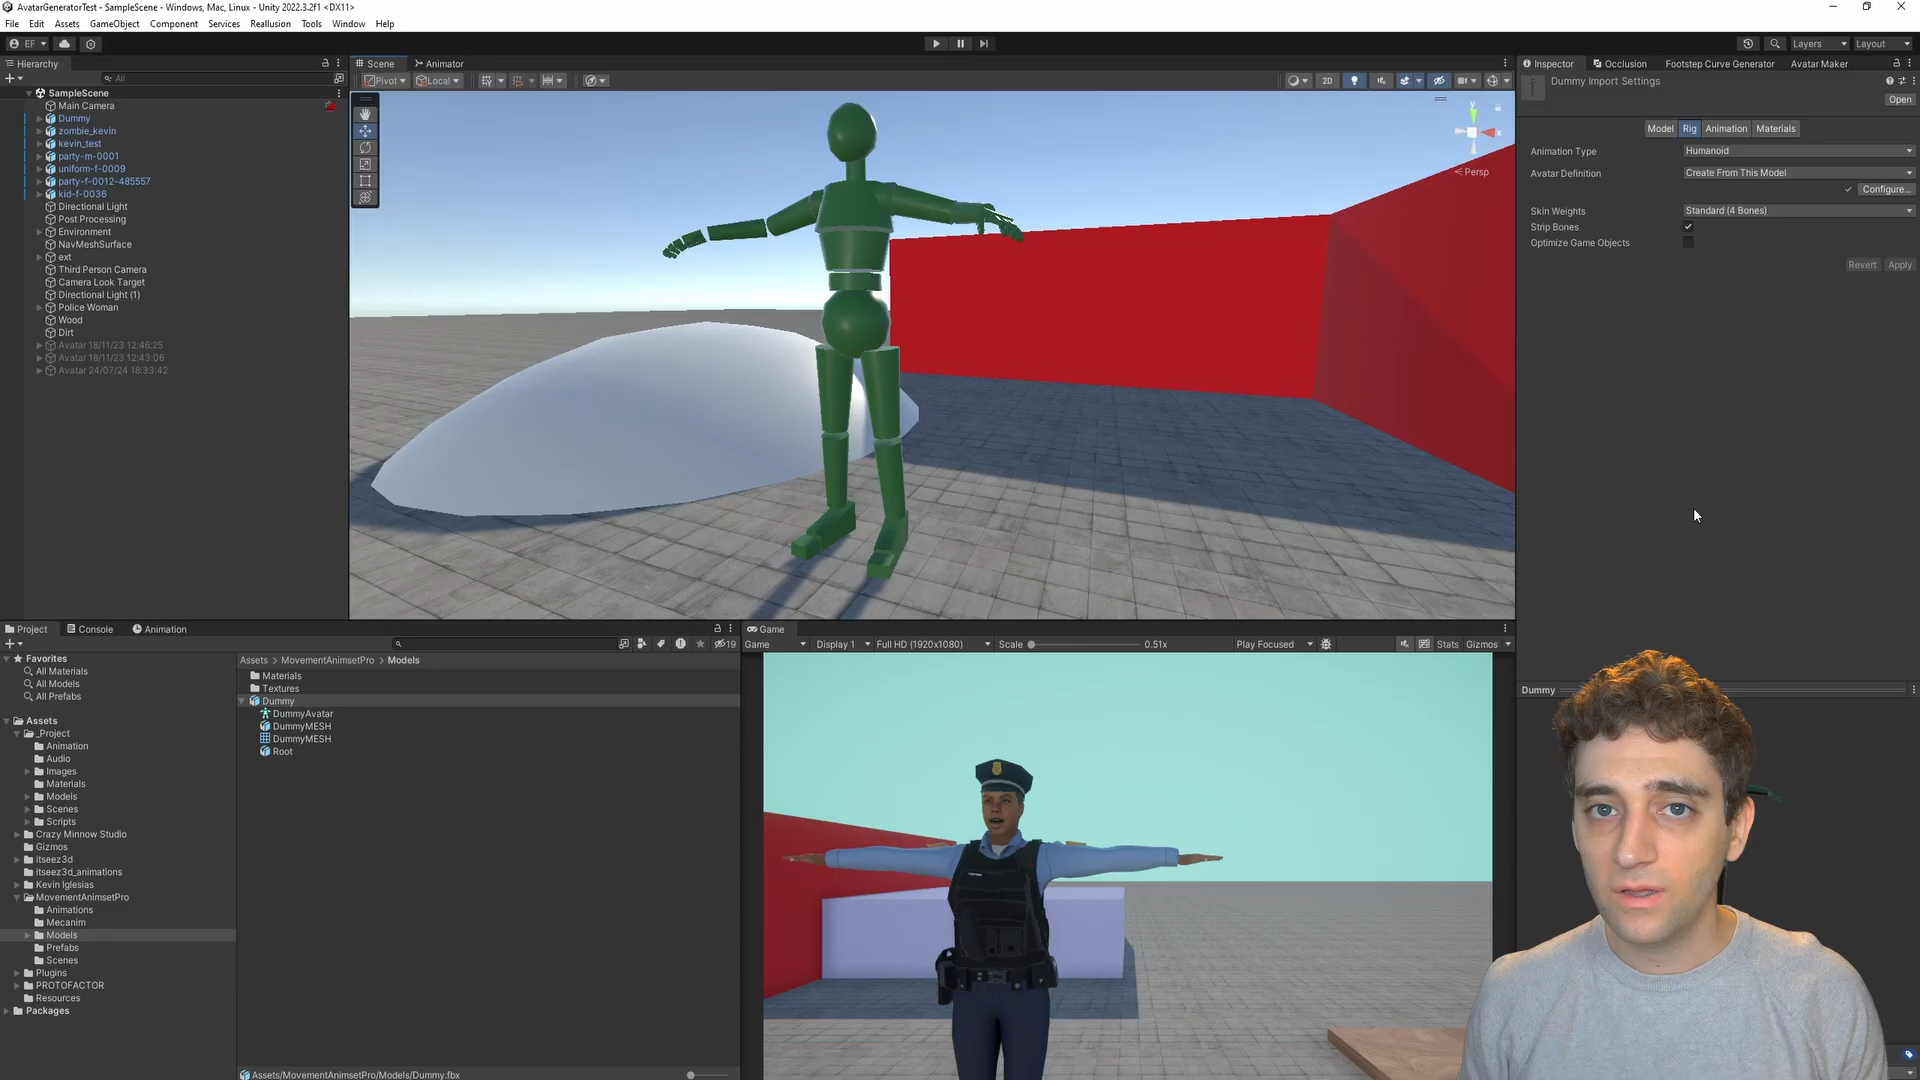 AvatarGeneratorTest - SampleScene - Windows, Mac, Linux - Unity 2022.3.2f1 <DX11>
File Edit Assets GameObject Component Services Reallusion Tools Window Help
EF
Layers
Layout
Hierarchy
All
SampleScene
Main Camera
Dummy
zombie_kevin
kevin_test
party-m-0001
uniform-f-0009
party-f-0012-485557
kid-f-0036
Directional Light
Post Processing
Environment
NavMeshSurface
ext
Third Person Camera
Camera Look Target
Directional Light (1)
Police Woman
Wood
Dirt
Avatar 18/11/23 12:46:25
Avatar 18/11/23 12:43:06
Avatar 24/07/24 18:33:42
Scene Animator
Pivot Local
2D
y
x
Persp
Inspector Occlusion Footstep Curve Generator Avatar Maker
Dummy Import Settings
Open
Model Rig Animation Materials
Animation Type Humanoid
Avatar Definition Create From This Model
Configure...
Skin Weights Standard (4 Bones)
Strip Bones
Optimize Game Objects
Revert Apply
Project Console Animation
19
Favorites
All Materials
All Models
All Prefabs
Assets
_Project
Animation
Audio
Images
Materials
Models
Scenes
Scripts
Crazy Minnow Studio
Gizmos
itseez3d
itseez3d_animations
Kevin Iglesias
MovementAnimsetPro
Animations
Mecanim
Models
Prefabs
Scenes
Plugins
PROTOFACTOR
Resources
Packages
Assets > MovementAnimsetPro > Models
Materials
Textures
Dummy
DummyAvatar
DummyMESH
DummyMESH
Root
Assets/MovementAnimsetPro/Models/Dummy.fbx
Game
Game Display 1 Full HD (1920x1080) Scale 0.51x Play Focused Stats Gizmos
Dummy